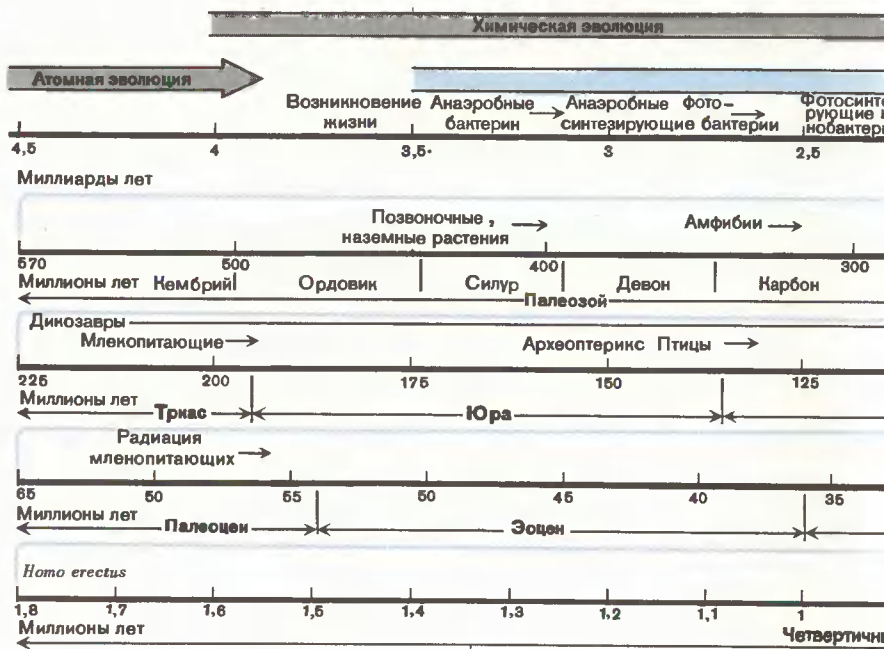 Химическая эволюция
Атомная эволюция
Возникновение
жизни
Анаэробные
бактерин
Анаэробные фото-
синтезирующие бактерии
Фотосинте
рующие
нобактери
4,5
4
3,5
3
2,5
Миллиарды лет
Позвоночные,
наземные растения
Амфибии
570
500
400
300
Миллионы лет
Кембрий
Ордовик
Силур
Девон
Карбон
Палеозой
Дикозавры
Млекопитающие
Археоптерикс Птицы
225
200
175
150
125
Миллионы лет
Триас
Юра
Радиация
мленопитающих
65
50
55
50
45
40
35
Миллионы лет
Палеоцен
Эоцен
Homo erectus
1,8
1,7
1,6
1,5
1,4
1,3
1,2
1,1
1
Миллионы лет
Четвертичны